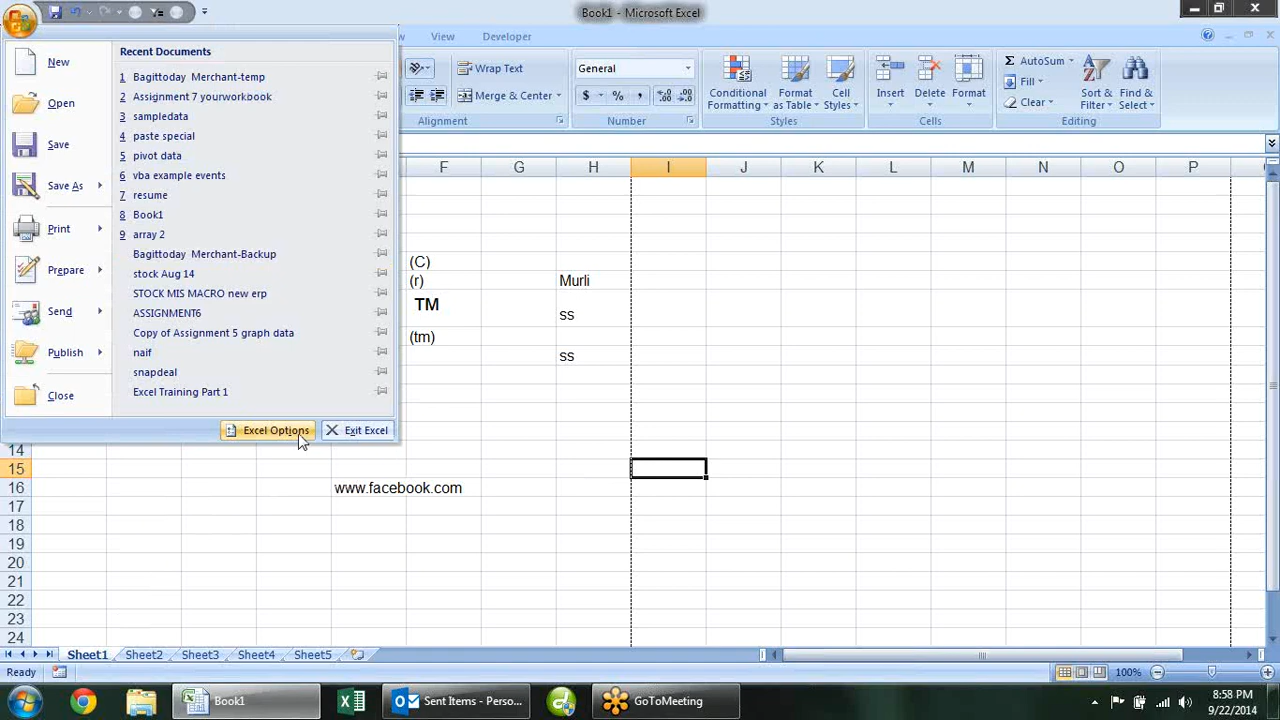 Book1 - Microsoft Excel
View Developer
Recent Documents
New
Open
Save
Save As
Print
Prepare
Send
Publish
Close
1 Bagittoday Merchant-temp
2 Assignment 7 yourworkbook
3 sampledata
4 paste special
5 pivot data
6 vba example events
7 resume
8 Book1
9 array 2
Bagittoday Merchant-Backup
stock Aug 14
STOCK MIS MACRO new erp
ASSIGNMENT6
Copy of Assignment 5 graph data
naif
snapdeal
Excel Training Part 1
Excel Options
Exit Excel
Wrap Text
Merge & Center
Alignment
General
$ % ,
Number
Conditional Formatting
Format as Table
Cell Styles
Styles
Insert
Delete
Format
Cells
AutoSum
Fill
Clear
Sort & Filter
Find & Select
Editing
F G H I J K L M N O P
(C)
(r) Murli
TM ss
(tm)
ss
14
15
16 www.facebook.com
17
18
19
20
21
22
23
24
Sheet1 Sheet2 Sheet3 Sheet4 Sheet5
Ready 100%
Book1
Sent Items - Perso...
GoToMeeting
8:58 PM
9/22/2014